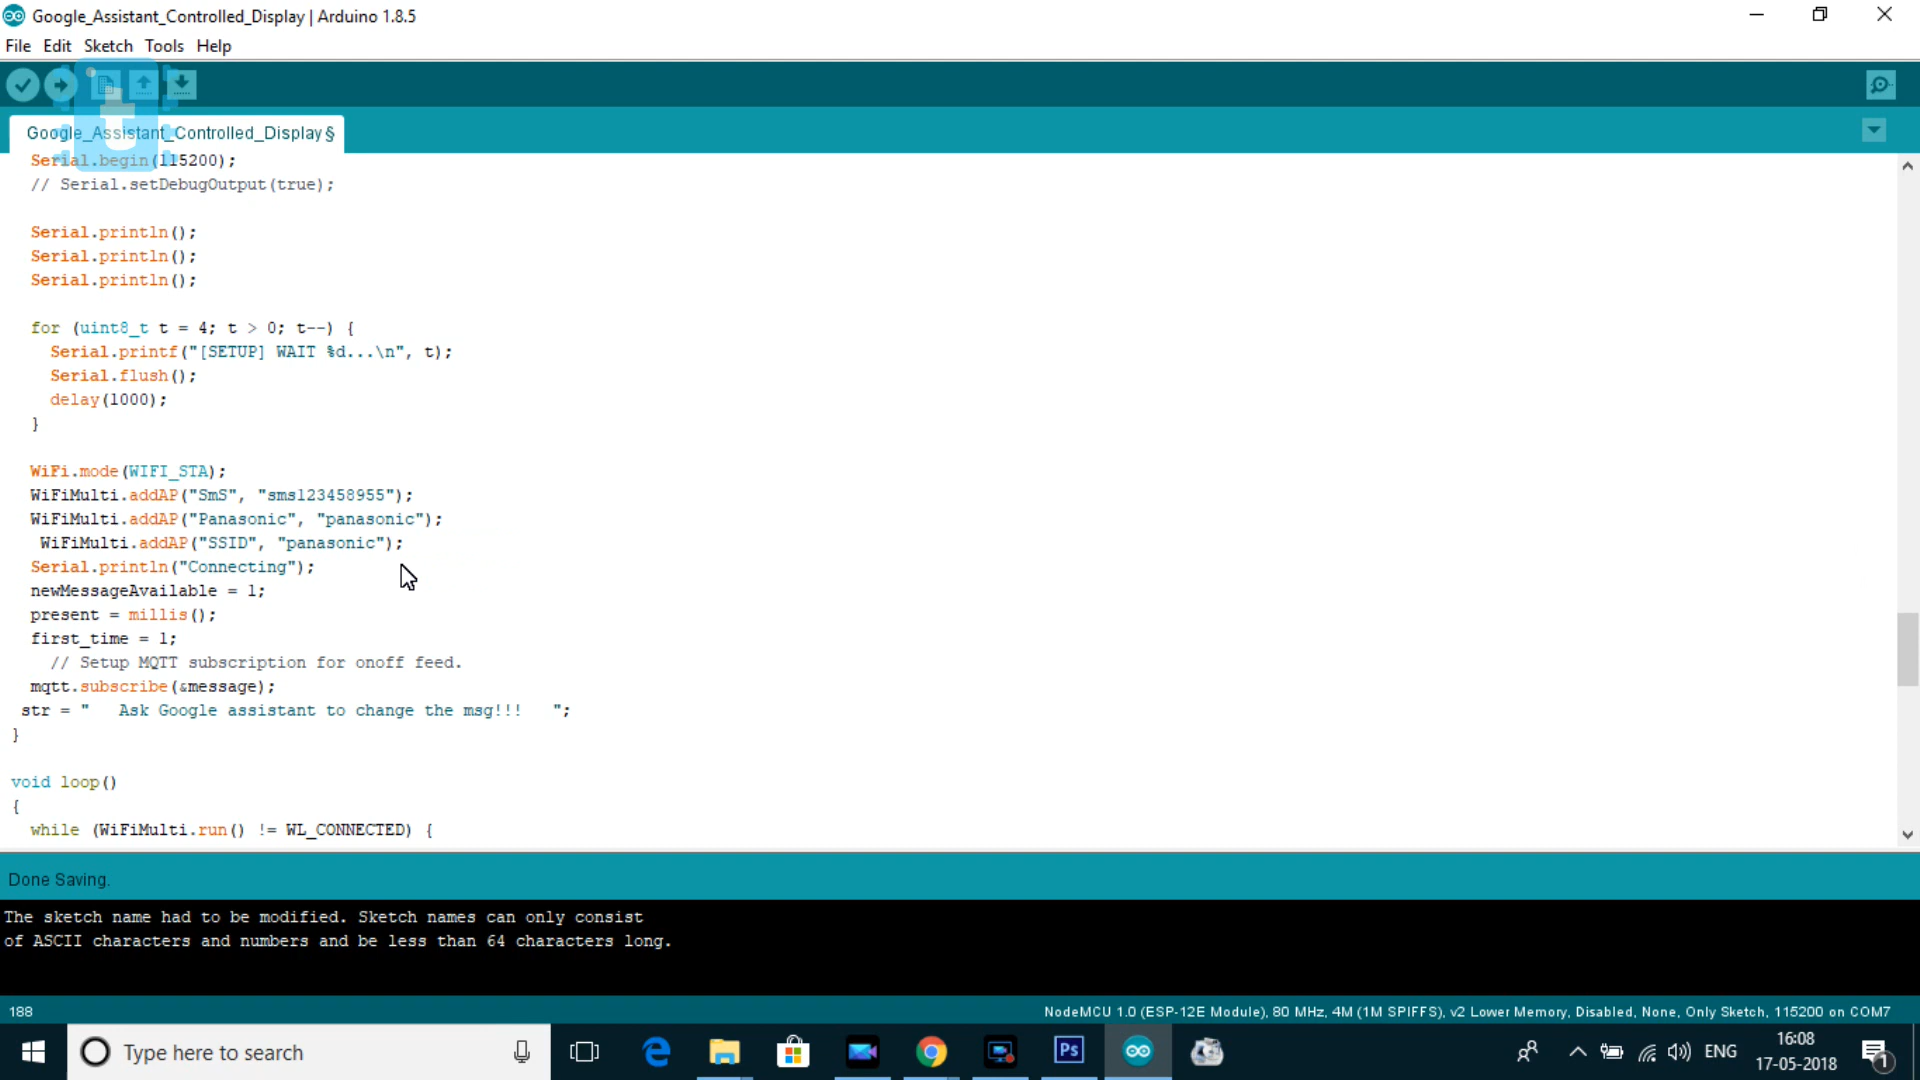 Google_Assistant_Controlled_Display | Arduino 1.8.5
File Edit Sketch Tools Help
t
Google_Assistant_Controlled_Display §
Serial.begin(115200);
// Serial.setDebugOutput(true);
Serial.println();
Serial.println();
Serial.println();
for (uint8_t t = 4; t > 0; t--) {
Serial.printf("[SETUP] WAIT %d...\n", t);
Serial.flush();
delay(1000);
}
WiFi.mode(WIFI_STA);
WiFiMulti.addAP("SmS", "sms123458955");
WiFiMulti.addAP("Panasonic", "panasonic");
WiFiMulti.addAP("SSID", "panasonic");
Serial.println("Connecting");
newMessageAvailable = 1;
present = millis();
first_time = 1;
// Setup MQTT subscription for onoff feed.
mqtt.subscribe(&message);
str = "   Ask Google assistant to change the msg!!!   ";
}
void loop()
{
while (WiFiMulti.run() != WL_CONNECTED) {
Done Saving.
The sketch name had to be modified. Sketch names can only consist
of ASCII characters and numbers and be less than 64 characters long.
188
NodeMCU 1.0 (ESP-12E Module), 80 MHz, 4M (1M SPIFFS), v2 Lower Memory, Disabled, None, Only Sketch, 115200 on COM7
Type here to search
Ps
ENG
16:08
17-05-2018
1